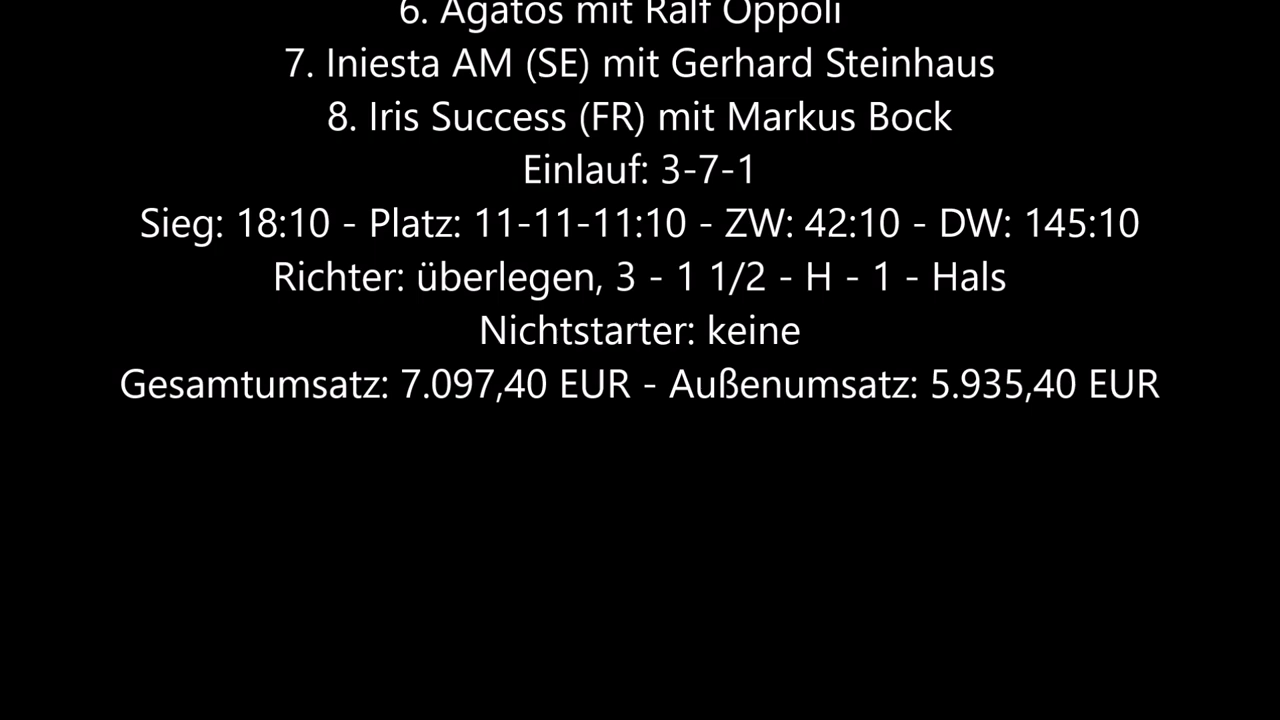 6. Agatos mit Ralf Oppoli
7. Iniesta AM (SE) mit Gerhard Steinhaus
8. Iris Success (FR) mit Markus Bock
Einlauf: 3-7-1
Sieg: 18:10 - Platz: 11-11-11:10 - ZW: 42:10 - DW: 145:10
Richter: überlegen, 3 - 1 1/2 - H - 1 - Hals
Nichtstarter: keine
Gesamtumsatz: 7.097,40 EUR - Außenumsatz: 5.935,40 EUR